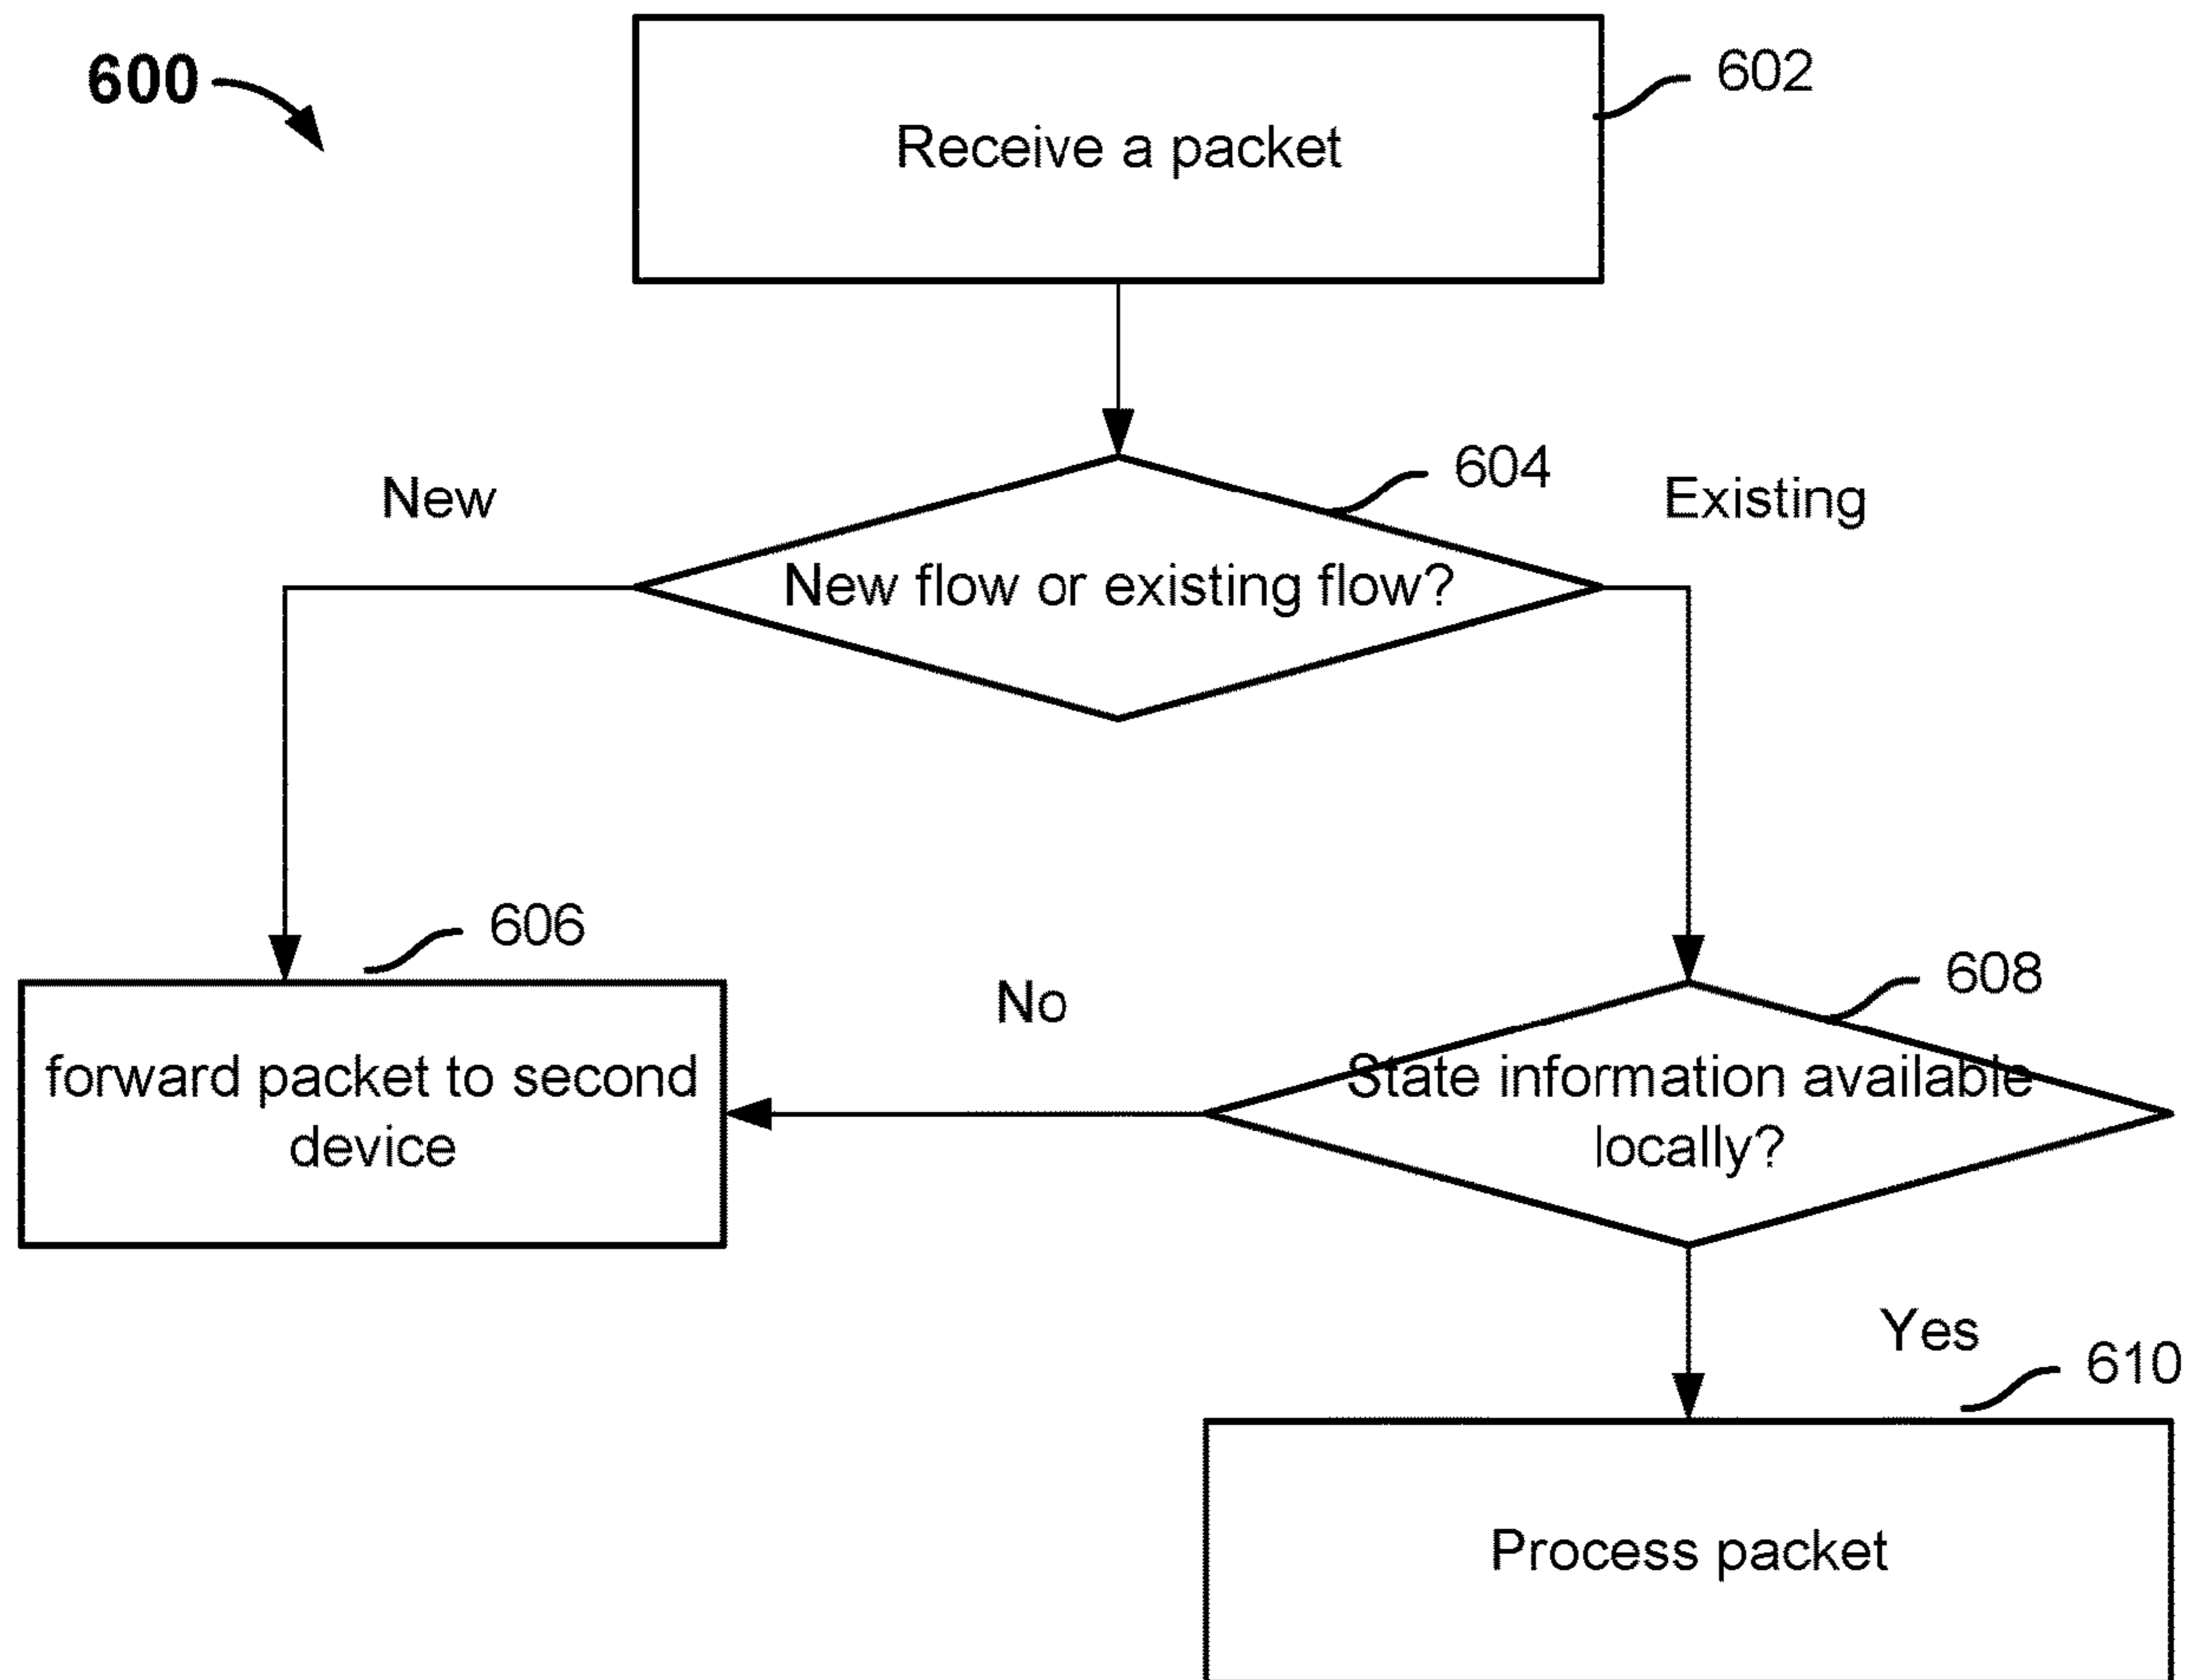 600
602
Receive a packet
604
New
Existing
New flow or existing flow?
606
608
No
forward packet to second
device
State information available
locally?
Yes
610
Process packet